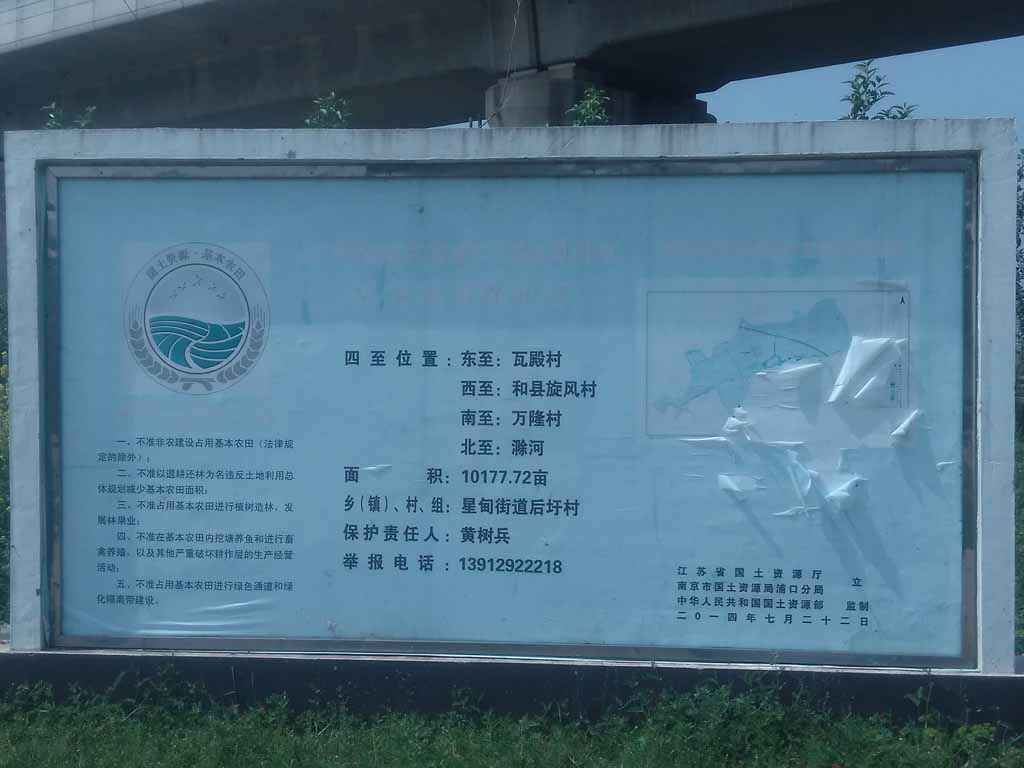 国土资源·基本农田
四至位置：东至：瓦殿村
西至：和县旋风村
南至：万隆村
北至：滁河
面积：10177.72亩
乡（镇）、村、组：星甸街道后圩村
保护责任人：黄树兵
举报电话：13912922218
一、不准非农建设占用基本农田（法律规
定的除外）；
二、不准以退耕还林为名违反土地利用总
体规划减少基本农田面积；
三、不准占用基本农田进行植树造林，发
展林果业；
四、不准在基本农田内挖塘养鱼和进行畜
禽养殖，以及其他严重破坏耕作层的生产经营
活动；
五、不准占用基本农田进行绿色通道和绿
化隔离带建设。
江苏省国土资源厅
南京市国土资源局浦口分局 立
中华人民共和国国土资源部 监制
二〇一四年七月二十二日